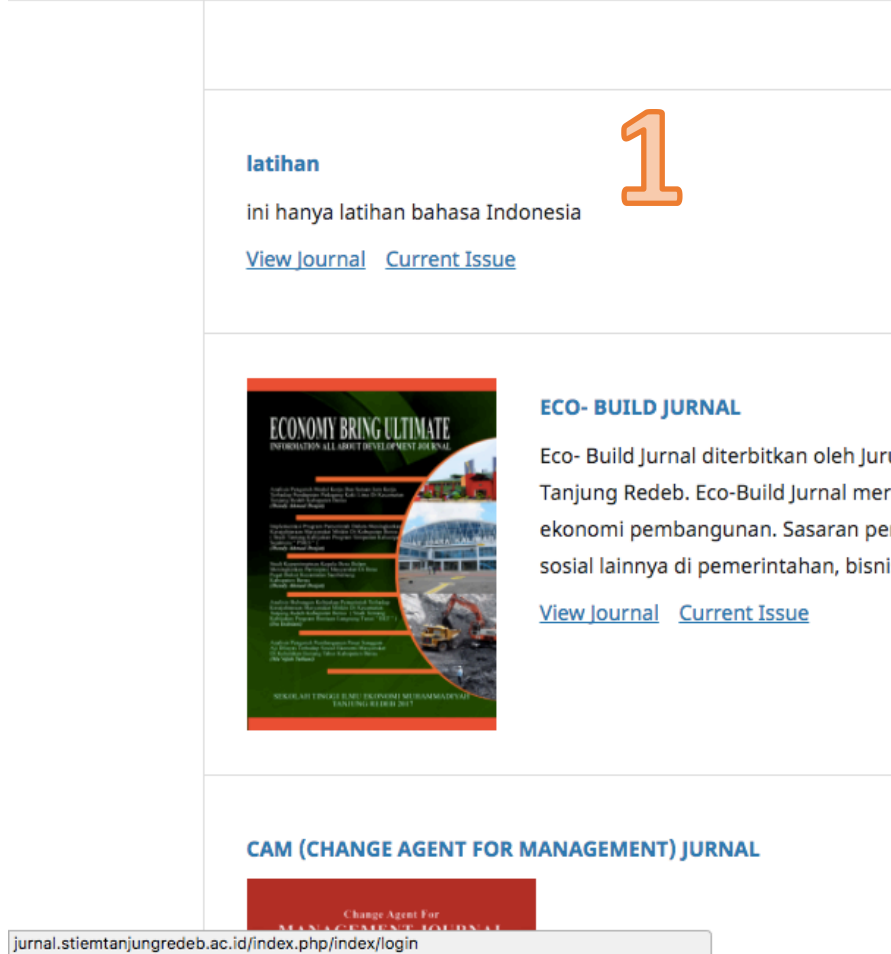 1
latihan
ini hanya latihan bahasa Indonesia
View Journal Current Issue
ECONOMY BRING ULTIMATE
INFORMATION ALL ABOUT DEVELOPMENT JOURNAL
SEKOLAH TINGGI ILMU EKONOMI MUHAMMADIYAH
TANJUNG REDEB 2017
ECO- BUILD JURNAL
Eco- Build Jurnal diterbitkan oleh Juru
Tanjung Redeb. Eco-Build Jurnal mer
ekonomi pembangunan. Sasaran per
sosial lainnya di pemerintahan, bisni
View Journal Current Issue
CAM (CHANGE AGENT FOR MANAGEMENT) JURNAL
Change Agent For
MANAGEMENT JOURNAL
jurnal.stiemtanjungredeb.ac.id/index.php/index/login